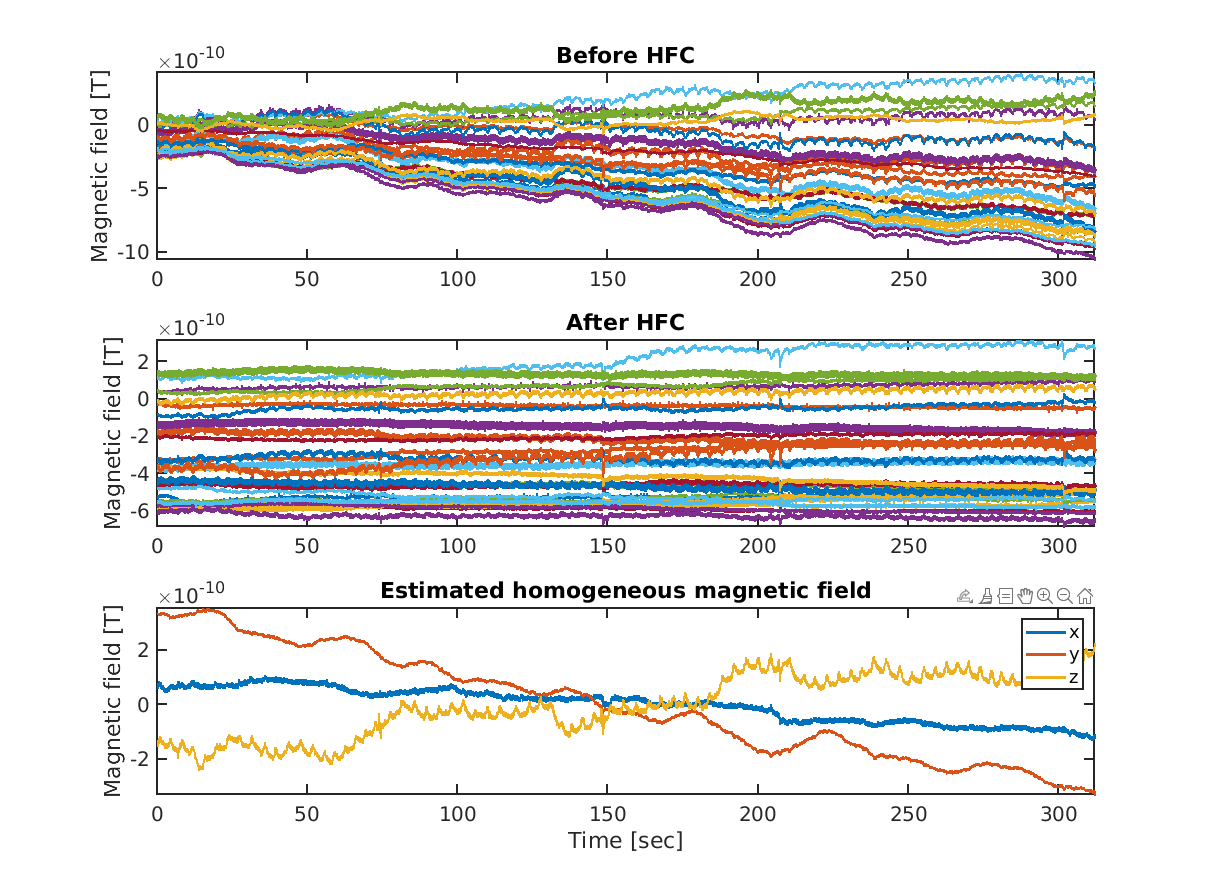 Before HFC
×10⁻¹⁰
Magnetic field [T]
0
-5
-10
0 50 100 150 200 250 300
After HFC
×10⁻¹⁰
Magnetic field [T]
2
0
-2
-4
-6
0 50 100 150 200 250 300
Estimated homogeneous magnetic field
×10⁻¹⁰
Magnetic field [T]
2
0
-2
x
y
z
0 50 100 150 200 250 300
Time [sec]